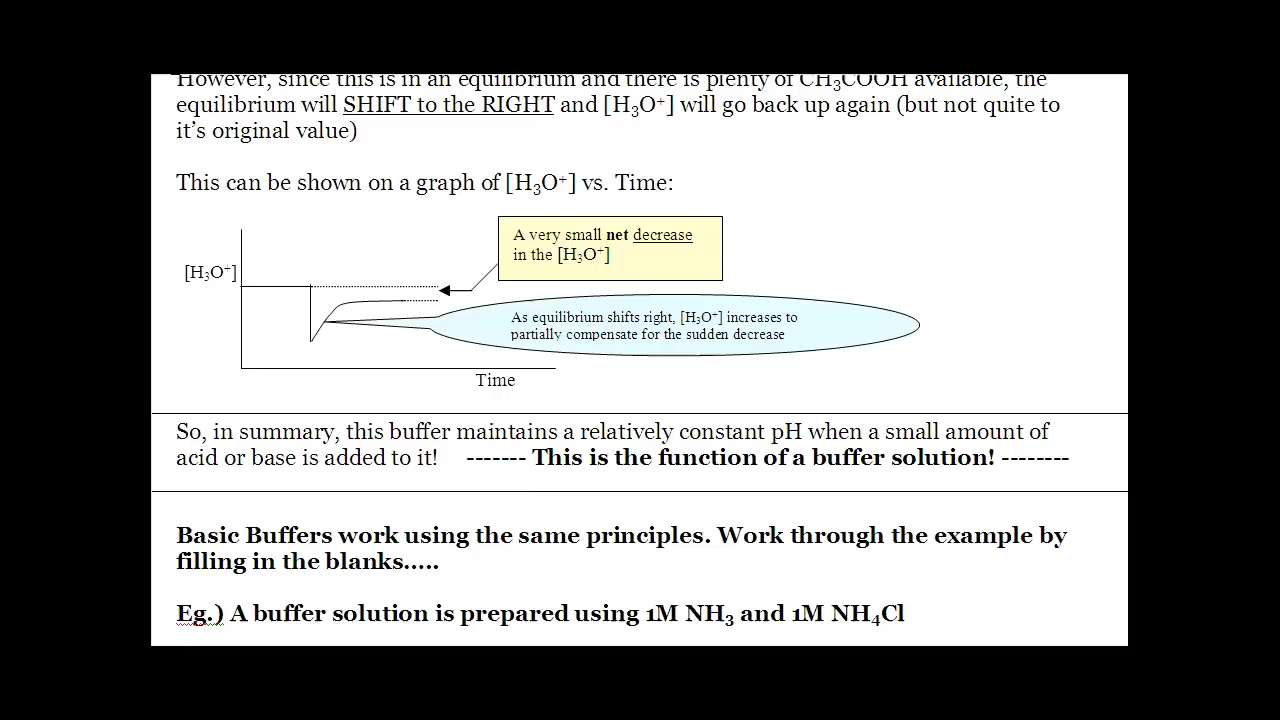 However, since this is in an equilibrium and there is plenty of CH₃COOH available, the
equilibrium will SHIFT to the RIGHT and [H₃O⁺] will go back up again (but not quite to
it's original value)
This can be shown on a graph of [H₃O⁺] vs. Time:
A very small net decrease
in the [H₃O⁺]
[H₃O⁺]
As equilibrium shifts right, [H₃O⁺] increases to
partially compensate for the sudden decrease
Time
So, in summary, this buffer maintains a relatively constant pH when a small amount of
acid or base is added to it! ------- This is the function of a buffer solution! --------
Basic Buffers work using the same principles. Work through the example by
filling in the blanks.....
Eg.) A buffer solution is prepared using 1M NH₃ and 1M NH₄Cl